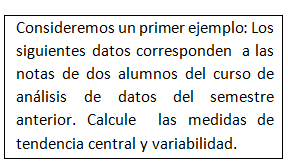 Consideremos un primer ejemplo: Los
siguientes datos corresponden a las
notas de dos alumnos del curso de
análisis de datos del semestre
anterior. Calcule las medidas de
tendencia central y variabilidad.